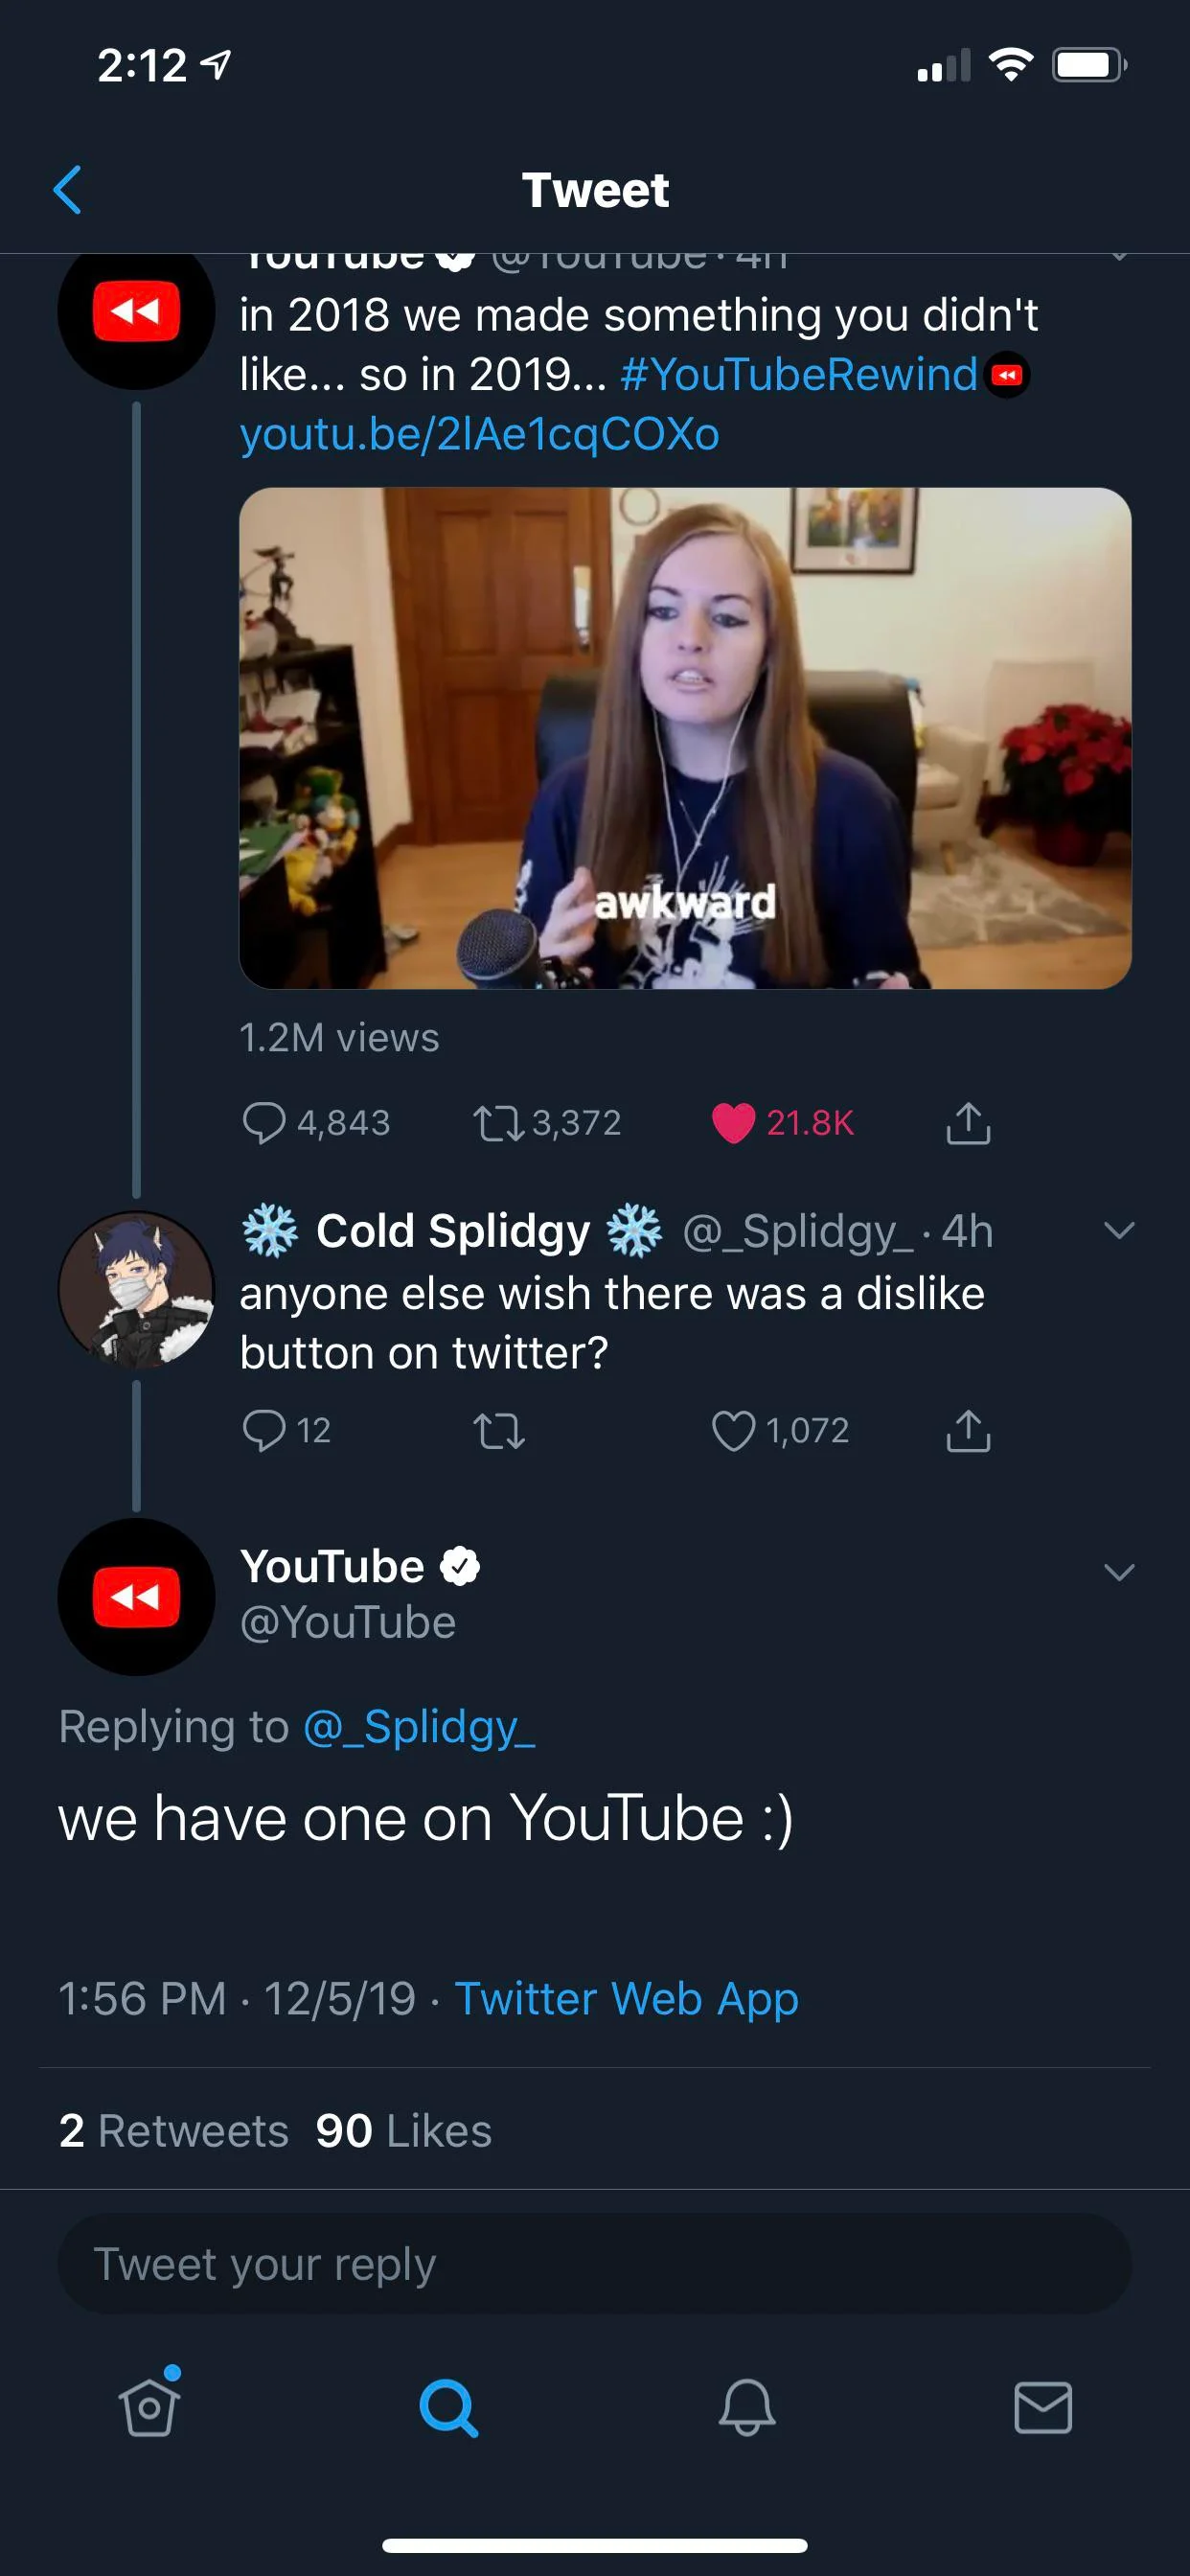 2:12
Tweet
YouTube @YouTube · 4h
in 2018 we made something you didn't
like... so in 2019... #YouTubeRewind
youtu.be/2lAe1cqCOXo
awkward
1.2M views
4,843 3,372 21.8K
❄️ Cold Splidgy ❄️ @_Splidgy_ · 4h
anyone else wish there was a dislike
button on twitter?
12 1,072
YouTube
@YouTube
Replying to @_Splidgy_
we have one on YouTube :)
1:56 PM · 12/5/19 · Twitter Web App
2 Retweets 90 Likes
Tweet your reply